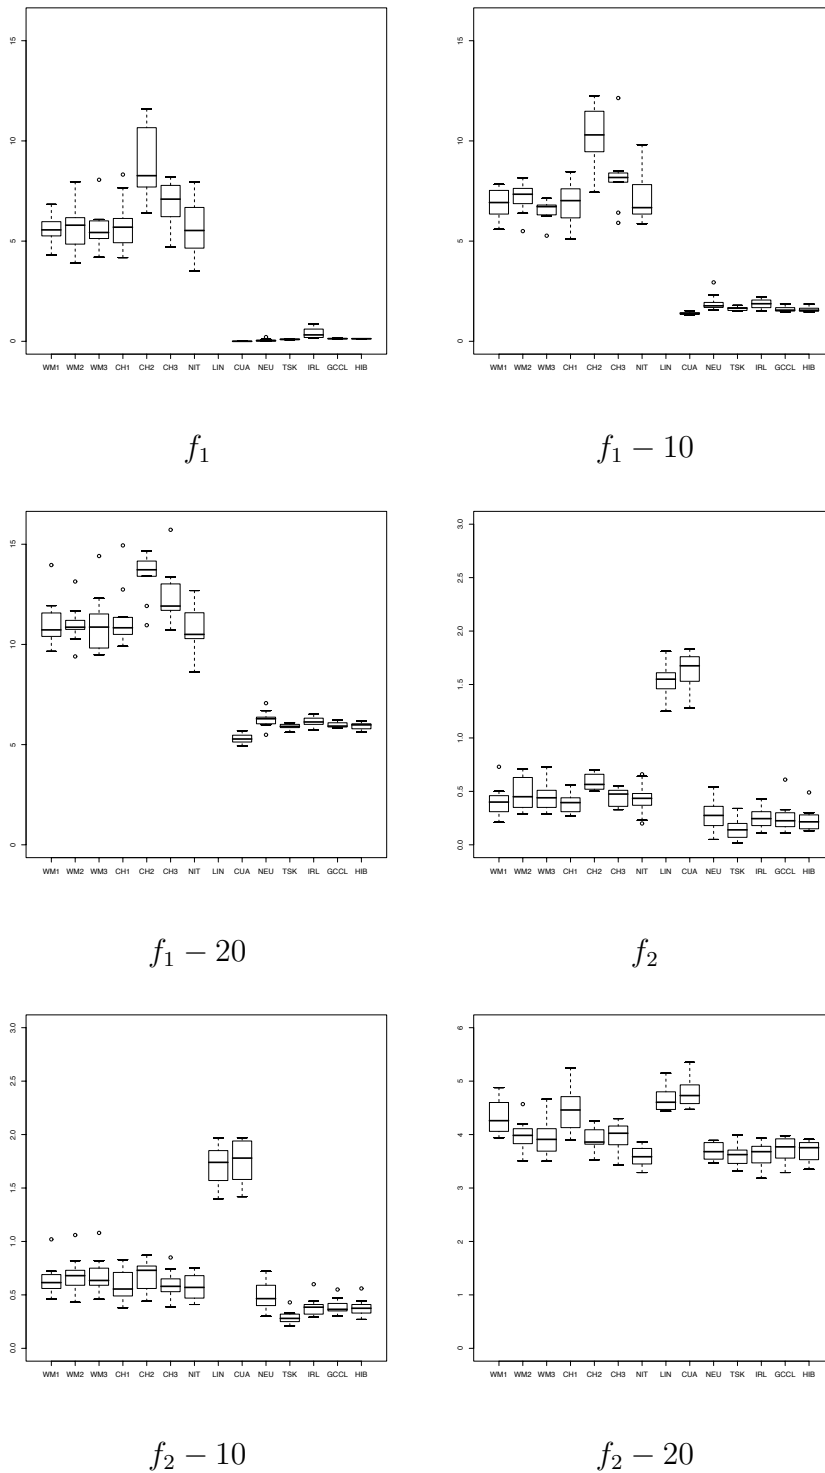 15
10
5
0
WM1 WM2 WM3 CH1 CH2 CH3 NIT LIN CUA NEU TSK IRL GCCL HIB
f₁
15
10
5
0
WM1 WM2 WM3 CH1 CH2 CH3 NIT LIN CUA NEU TSK IRL GCCL HIB
f₁ − 10
15
10
5
0
WM1 WM2 WM3 CH1 CH2 CH3 NIT LIN CUA NEU TSK IRL GCCL HIB
f₁ − 20
3.0
2.5
2.0
1.5
1.0
0.5
0.0
WM1 WM2 WM3 CH1 CH2 CH3 NIT LIN CUA NEU TSK IRL GCCL HIB
f₂
3.0
2.5
2.0
1.5
1.0
0.5
0.0
WM1 WM2 WM3 CH1 CH2 CH3 NIT LIN CUA NEU TSK IRL GCCL HIB
f₂ − 10
6
5
4
3
2
1
0
WM1 WM2 WM3 CH1 CH2 CH3 NIT LIN CUA NEU TSK IRL GCCL HIB
f₂ − 20